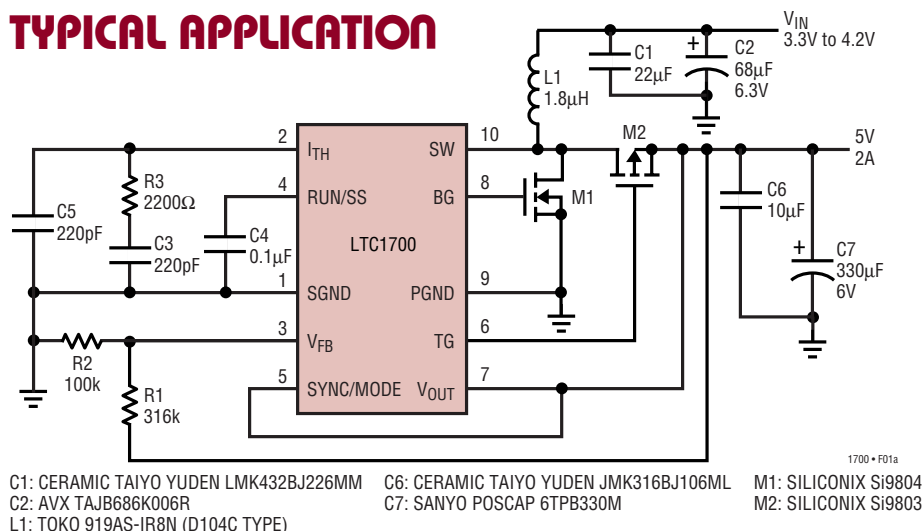 TYPICAL APPLICATION
VIN
3.3V to 4.2V
C1
22µF
+
C2
68µF
6.3V
L1
1.8µH
M2
5V
2A
2
ITH
SW
10
R3
2200Ω
4
RUN/SS
BG
8
M1
C6
10µF
C5
220pF
C3
220pF
C4
0.1µF
LTC1700
+
C7
330µF
6V
1
SGND
PGND
9
3
VFB
TG
6
R2
100k
5
SYNC/MODE
VOUT
7
R1
316k
1700 • F01a
C1: CERAMIC TAIYO YUDEN LMK432BJ226MM
C2: AVX TAJB686K006R
L1: TOKO 919AS-IR8N (D104C TYPE)
C6: CERAMIC TAIYO YUDEN JMK316BJ106ML
C7: SANYO POSCAP 6TPB330M
M1: SILICONIX Si9804
M2: SILICONIX Si9803